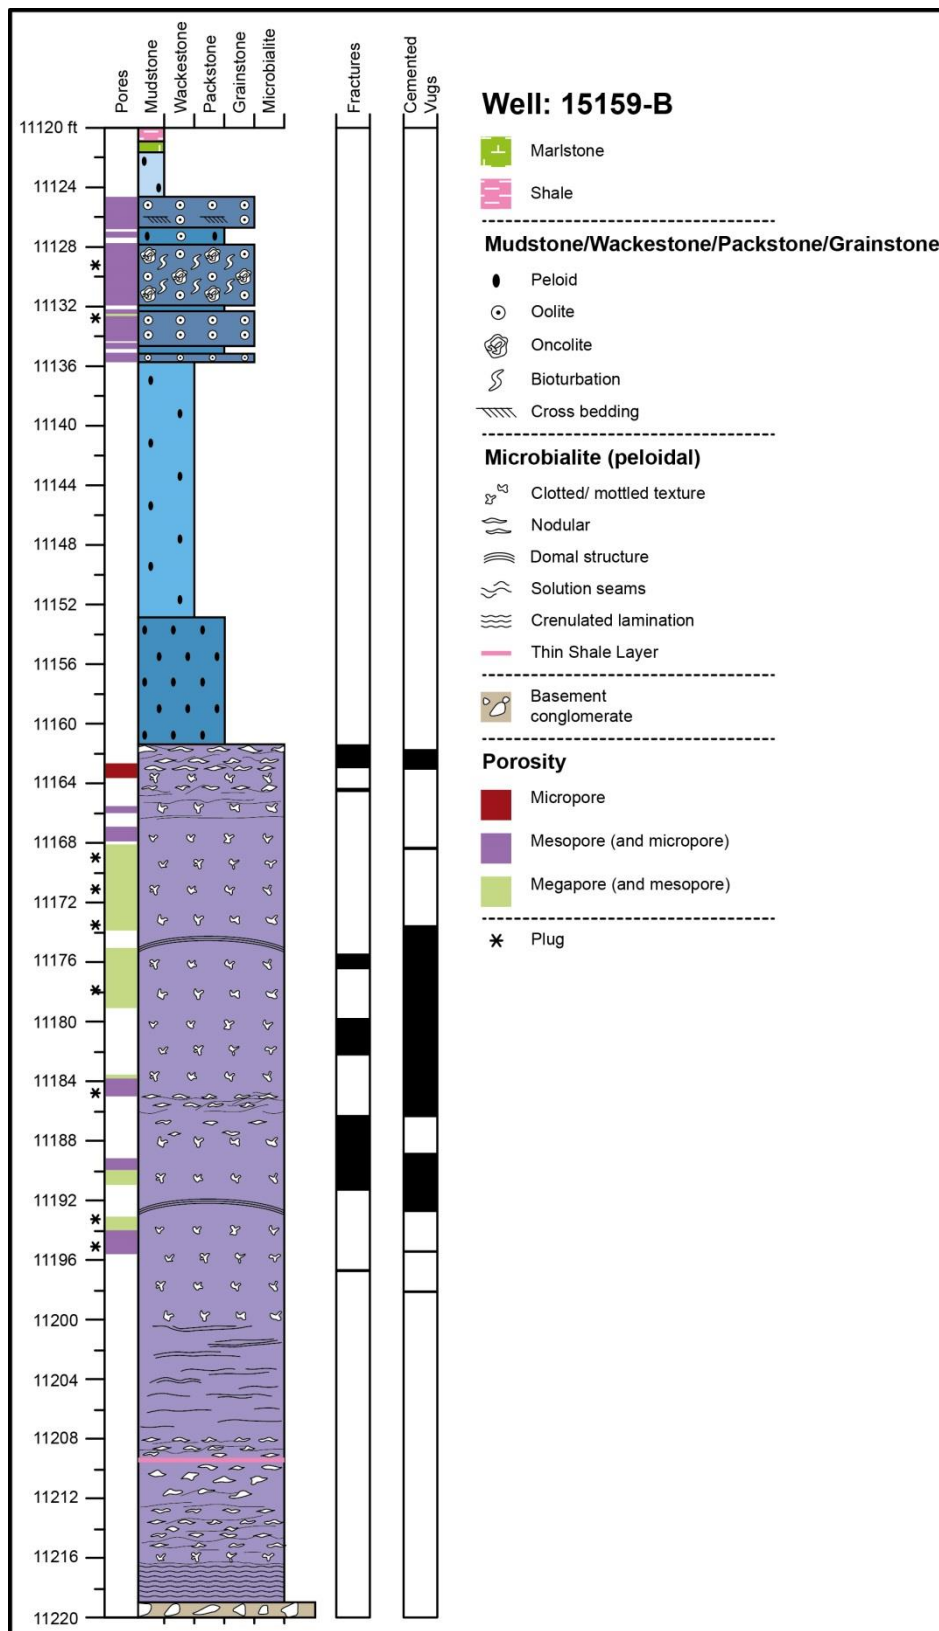 Pores
Mudstone
Wackestone
Packstone
Grainstone
Microbialite
Fractures
Cemented
Vugs
11120 ft
11124
11128
11132
11136
11140
11144
11148
11152
11156
11160
11164
11168
11172
11176
11180
11184
11188
11192
11196
11200
11204
11208
11212
11216
11220
Well: 15159-B
Marlstone
Shale
Mudstone/Wackestone/Packstone/Grainstone
Peloid
Oolite
Oncolite
Bioturbation
Cross bedding
Microbialite (peloidal)
Clotted/ mottled texture
Nodular
Domal structure
Solution seams
Crenulated lamination
Thin Shale Layer
Basement
conglomerate
Porosity
Micropore
Mesopore (and micropore)
Megapore (and mesopore)
Plug